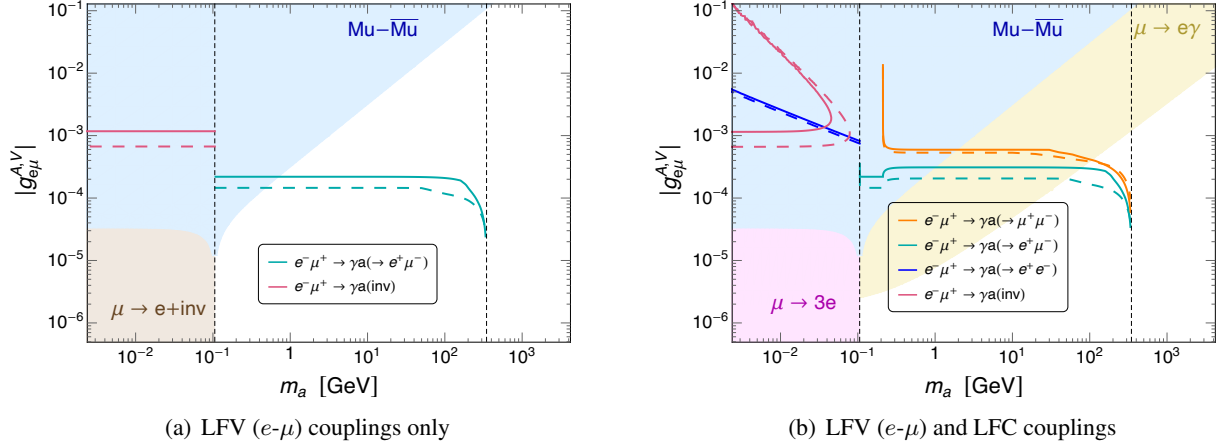 Mu−M̅u̅
10⁻¹
10⁻²
10⁻³
10⁻⁴
10⁻⁵
10⁻⁶
|g_{eμ}^{A,V}|
e⁻μ⁺ → γa(→ e⁺μ⁻)
e⁻μ⁺ → γa(inv)
μ → e+inv
10⁻² 10⁻¹ 1 10¹ 10² 10³
m_a [GeV]
(a) LFV (e-μ) couplings only
Mu−M̅u̅
μ → eγ
10⁻¹
10⁻²
10⁻³
10⁻⁴
10⁻⁵
10⁻⁶
|g_{eμ}^{A,V}|
e⁻μ⁺ → γa(→ μ⁺μ⁻)
e⁻μ⁺ → γa(→ e⁺μ⁻)
e⁻μ⁺ → γa(→ e⁺e⁻)
e⁻μ⁺ → γa(inv)
μ → 3e
10⁻² 10⁻¹ 1 10¹ 10² 10³
m_a [GeV]
(b) LFV (e-μ) and LFC couplings